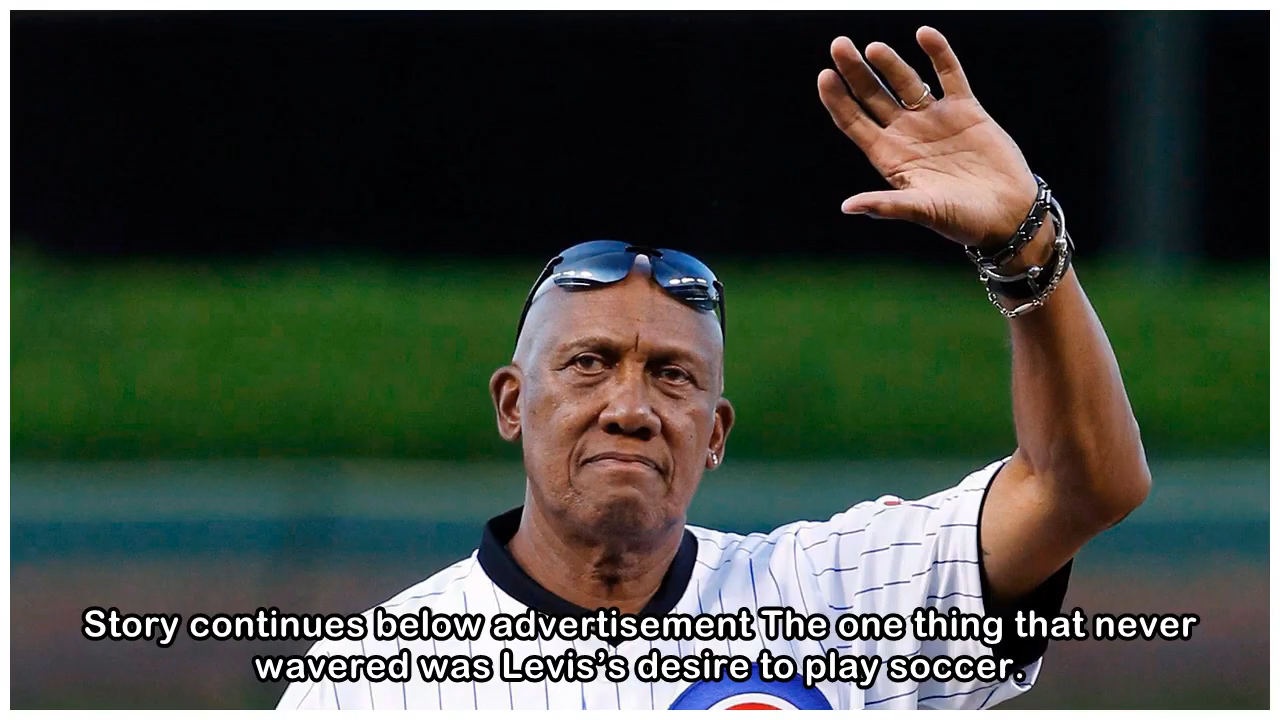 Story continues below advertisement The one thing that never
wavered was Levis’s desire to play soccer.